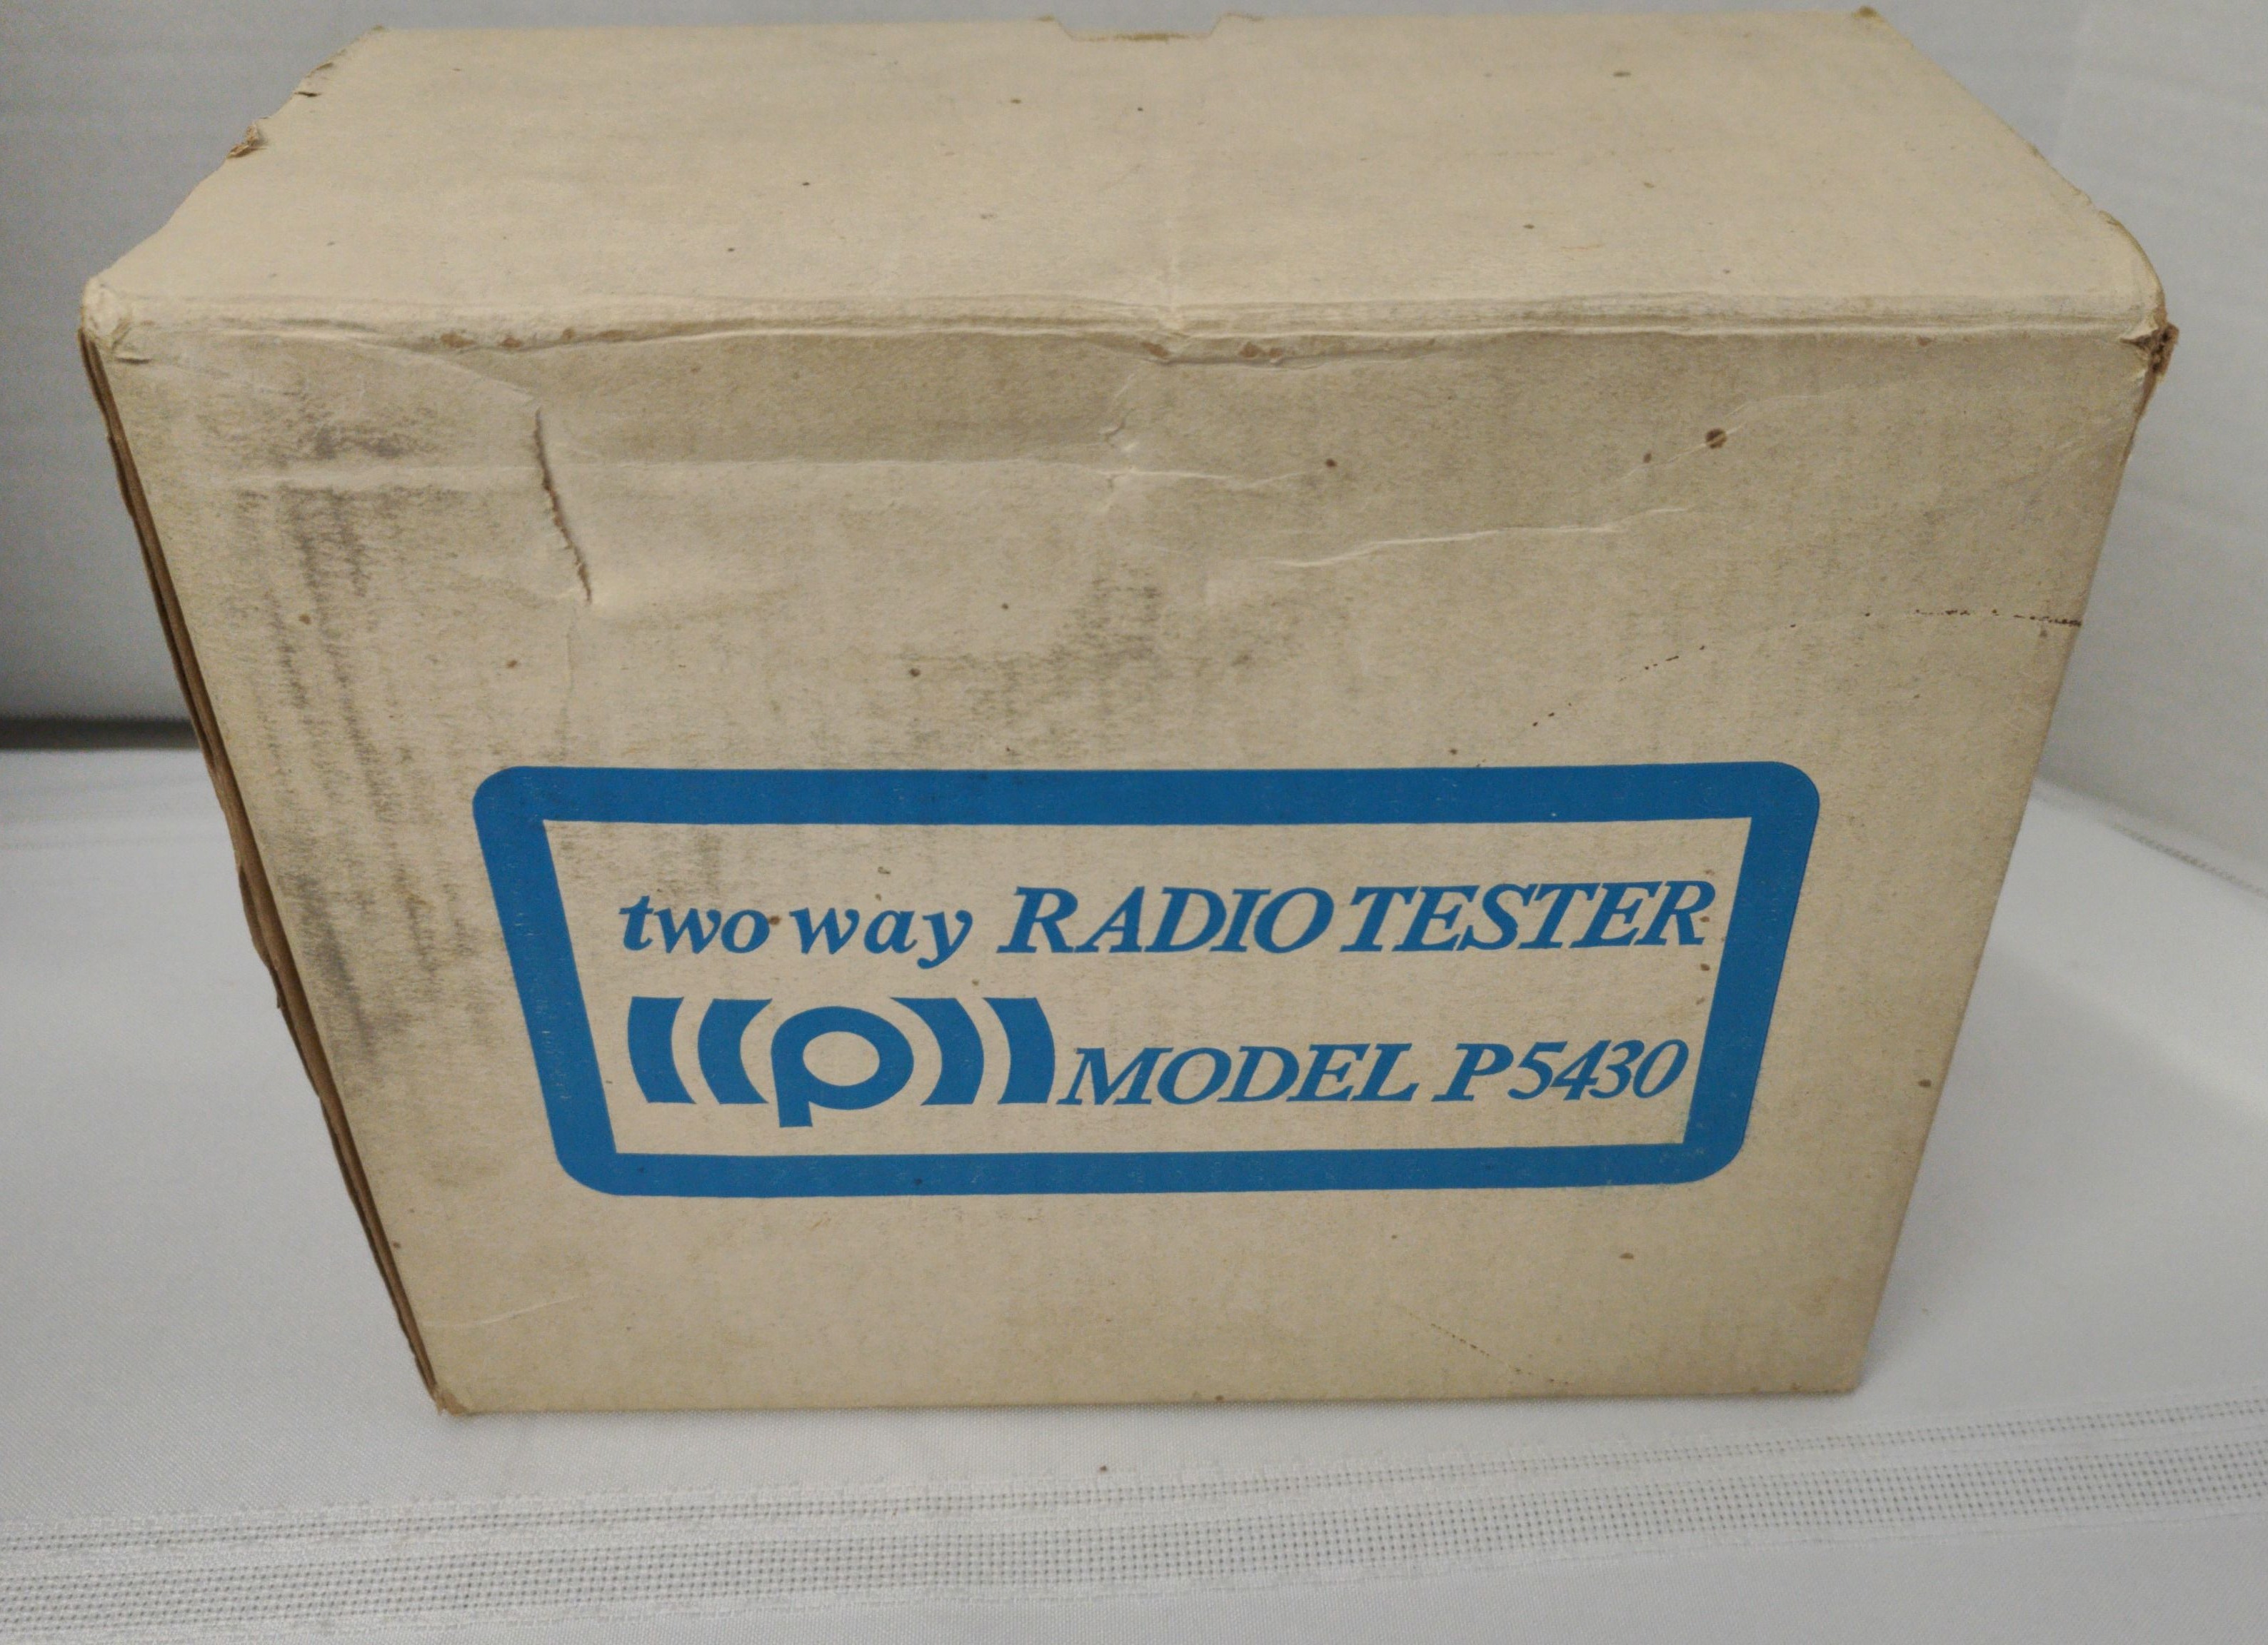 two way RADIO TESTER
((p)) MODEL P5430